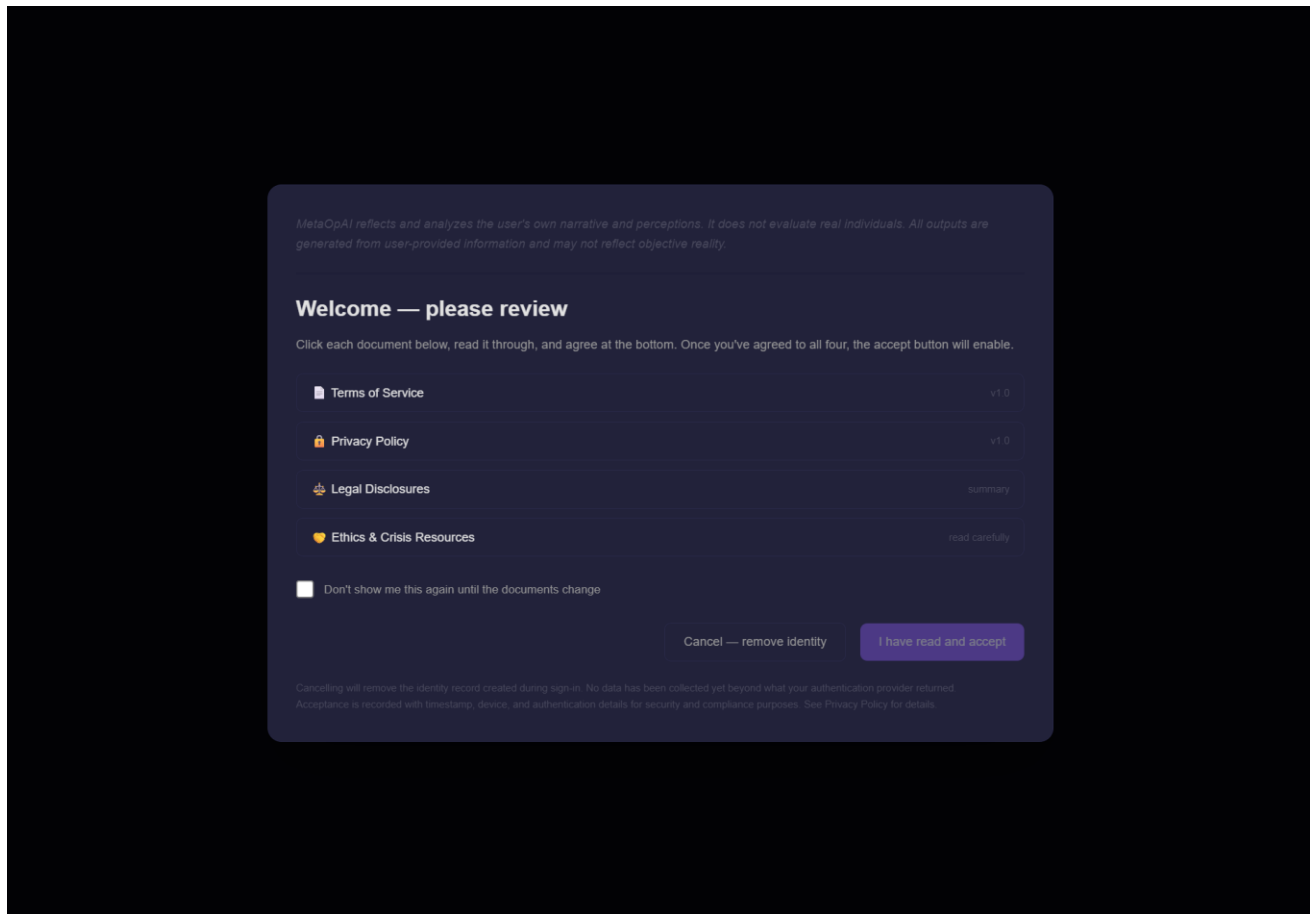 MetaOpAI reflects and analyzes the user's own narrative and perceptions. It does not evaluate real individuals. All outputs are
generated from user-provided information and may not reflect objective reality.
Welcome — please review
Click each document below, read it through, and agree at the bottom. Once you've agreed to all four, the accept button will enable.
Terms of Service v1.0
Privacy Policy v1.0
Legal Disclosures summary
Ethics & Crisis Resources read carefully
Don't show me this again until the documents change
Cancel — remove identity I have read and accept
Cancelling will remove the identity record created during sign-in. No data has been collected yet beyond what your authentication provider returned.
Acceptance is recorded with timestamp, device, and authentication details for security and compliance purposes. See Privacy Policy for details.